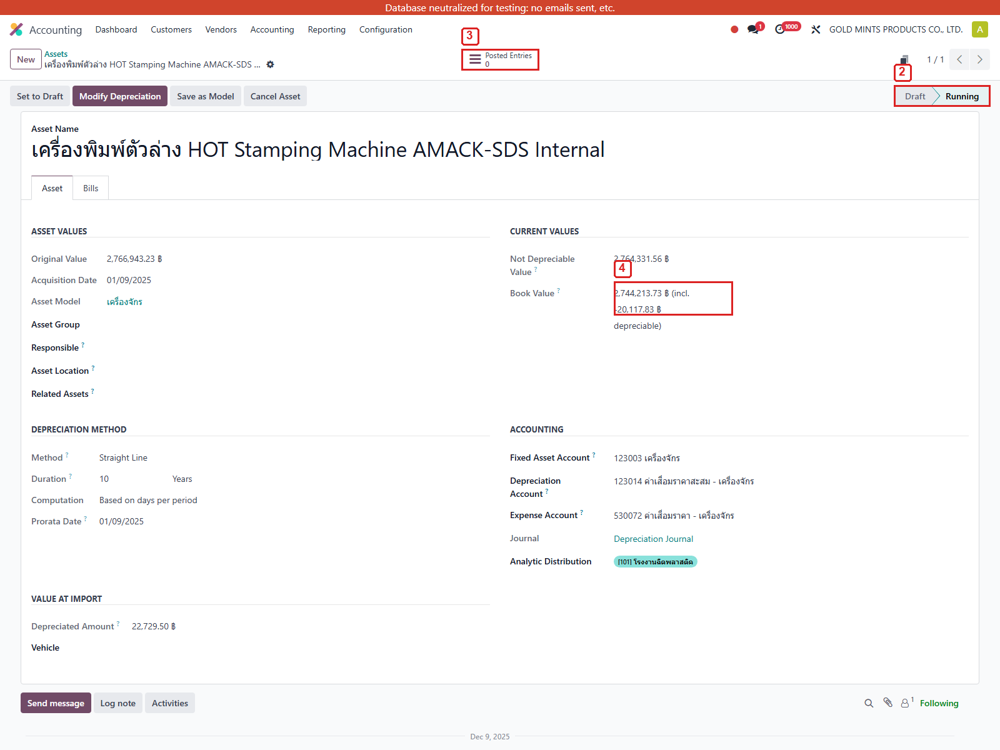 Database neutralized for testing: no emails sent, etc.
Accounting Dashboard Customers Vendors Accounting Reporting Configuration
1 1000 GOLD MINTS PRODUCTS CO., LTD. A
3
New Assets
เครื่องพิมพ์ตัวล่าง HOT Stamping Machine AMACK-SDS ...
Posted Entries
0
1 / 1
2
Set to Draft Modify Depreciation Save as Model Cancel Asset
Draft Running
Asset Name
เครื่องพิมพ์ตัวล่าง HOT Stamping Machine AMACK-SDS Internal
Asset Bills
ASSET VALUES
Original Value 2,766,943.23 ฿
Acquisition Date 01/09/2025
Asset Model เครื่องจักร
Asset Group
Responsible ?
Asset Location ?
Related Assets ?
CURRENT VALUES
Not Depreciable Value ? 2,764,331.56 ฿
4
Book Value ? 2,744,213.73 ฿ (incl.
-20,117.83 ฿
depreciable)
DEPRECIATION METHOD
Method ? Straight Line
Duration ? 10 Years
Computation Based on days per period
Prorata Date ? 01/09/2025
ACCOUNTING
Fixed Asset Account ? 123003 เครื่องจักร
Depreciation Account ? 123014 ค่าเสื่อมราคาสะสม - เครื่องจักร
Expense Account ? 530072 ค่าเสื่อมราคา - เครื่องจักร
Journal Depreciation Journal
Analytic Distribution [101] โรงงานฉีดพลาสติค
VALUE AT IMPORT
Depreciated Amount ? 22,729.50 ฿
Vehicle
Send message Log note Activities
1 Following
Dec 9, 2025